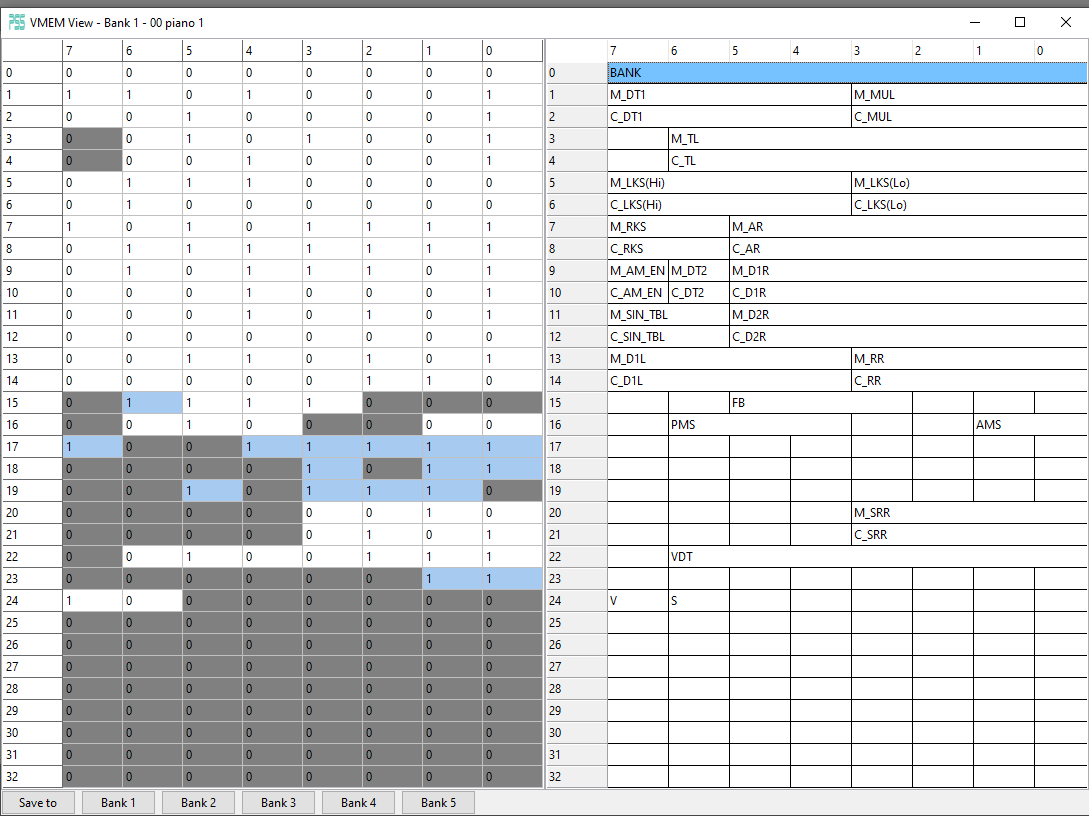 VMEM View - Bank 1 - 00 piano 1
7 6 5 4 3 2 1 0 7 6 5 4 3 2 1 0
0 0 0 0 0 0 0 0 0 0 BANK
1 1 1 0 1 0 0 0 1 1 M_DT1 M_MUL
2 0 0 1 0 0 0 0 1 2 C_DT1 C_MUL
3 0 0 1 0 1 0 0 1 3 M_TL
4 0 0 0 1 0 0 0 1 4 C_TL
5 0 1 1 1 0 0 0 0 5 M_LKS(Hi) M_LKS(Lo)
6 0 1 0 0 0 0 0 0 6 C_LKS(Hi) C_LKS(Lo)
7 1 0 1 0 1 1 1 1 7 M_RKS M_AR
8 0 1 0 1 1 1 1 1 8 C_RKS C_AR
9 0 1 0 1 1 1 0 1 9 M_AM_EN M_DT2 M_D1R
10 0 0 0 1 0 0 0 1 10 C_AM_EN C_DT2 C_D1R
11 0 0 0 1 0 1 0 1 11 M_SIN_TBL M_D2R
12 0 0 0 0 0 0 0 0 12 C_SIN_TBL C_D2R
13 0 0 1 1 0 1 0 1 13 M_D1L M_RR
14 0 0 0 0 0 1 1 0 14 C_D1L C_RR
15 0 1 1 1 1 0 0 0 15 FB
16 0 0 1 0 0 0 0 0 16 PMS AMS
17 1 0 0 1 1 1 1 1 17
18 0 0 0 0 1 0 1 1 18
19 0 0 1 0 1 1 1 0 19
20 0 0 0 0 0 0 1 0 20 M_SRR
21 0 0 0 0 0 1 0 1 21 C_SRR
22 0 0 1 0 0 1 1 1 22 VDT
23 0 0 0 0 0 0 1 1 23
24 1 0 0 0 0 0 0 0 24 V S
25 0 0 0 0 0 0 0 0 25
26 0 0 0 0 0 0 0 0 26
27 0 0 0 0 0 0 0 0 27
28 0 0 0 0 0 0 0 0 28
29 0 0 0 0 0 0 0 0 29
30 0 0 0 0 0 0 0 0 30
31 0 0 0 0 0 0 0 0 31
32 0 0 0 0 0 0 0 0 32
Save to Bank 1 Bank 2 Bank 3 Bank 4 Bank 5